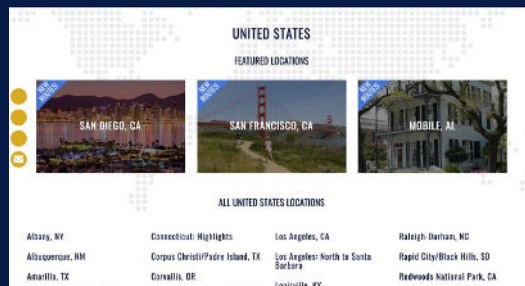 UNITED STATES
FEATURED LOCATIONS
NEW ROUTES!
NEW ROUTES!
NEW ROUTES!
SAN DIEGO, CA
SAN FRANCISCO, CA
MOBILE, AL
ALL UNITED STATES LOCATIONS
Albany, NY
Connecticut: Highlights
Los Angeles, CA
Raleigh-Durham, NC
Albuquerque, NM
Corpus Christi/Padre Island, TX
Los Angeles: North to Santa
Barbara
Rapid City/Black Hills, SD
Amarillo, TX
Corvallis, OR
Louisville, KY
Redwoods National Park, CA